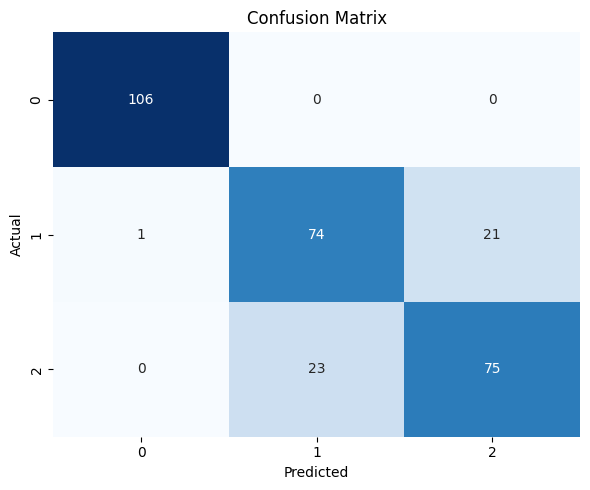 Confusion Matrix
0 106 0 0
Actual
1 1 74 21
2 0 23 75
0 1 2
Predicted